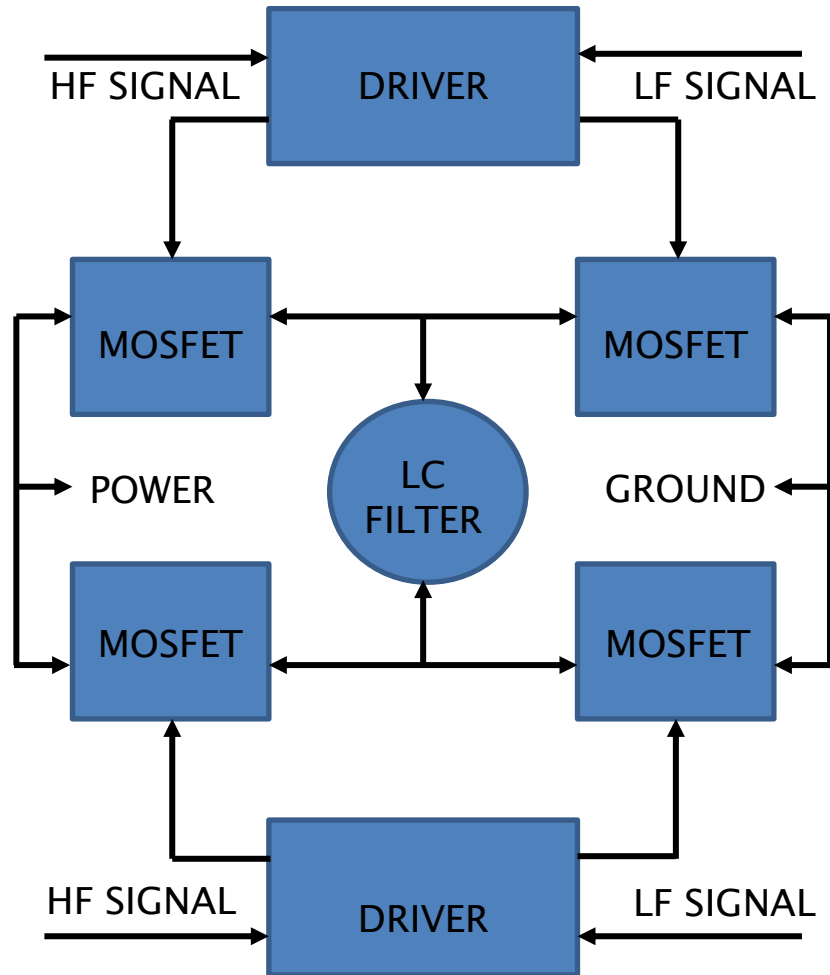 DRIVER
HF SIGNAL
LF SIGNAL
MOSFET
MOSFET
POWER
LC
FILTER
GROUND
MOSFET
MOSFET
HF SIGNAL
DRIVER
LF SIGNAL